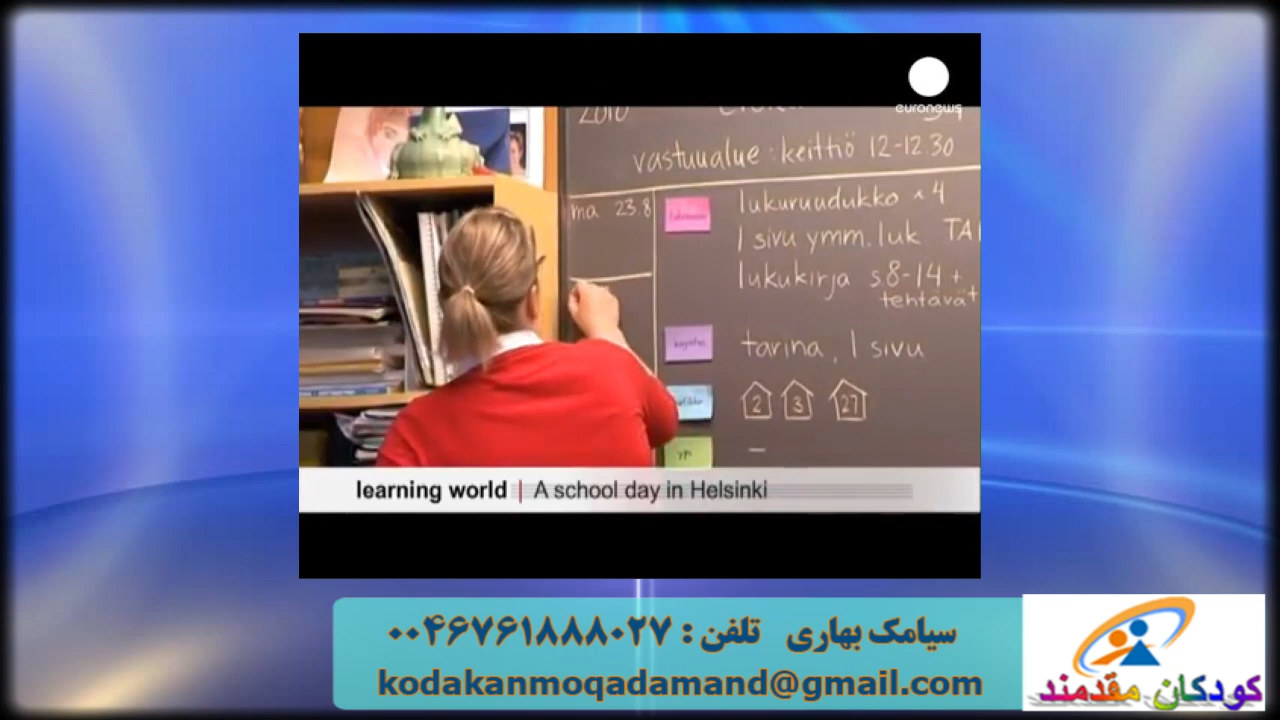 euronews
2010
vastuualue : keittiö 12-12.30
ma 23.8
lukuruudukko × 4
1 sivu ymm. luk
lukukirja s.8-14 +
tehtävät
tarina, 1 sivu
2 3 27
learning world | A school day in Helsinki
سیامک بهاری تلفن : ۰۰۴۶۷۶۱۸۸۸۰۲۷
kodakanmoqadamand@gmail.com
کودکان مقدمند